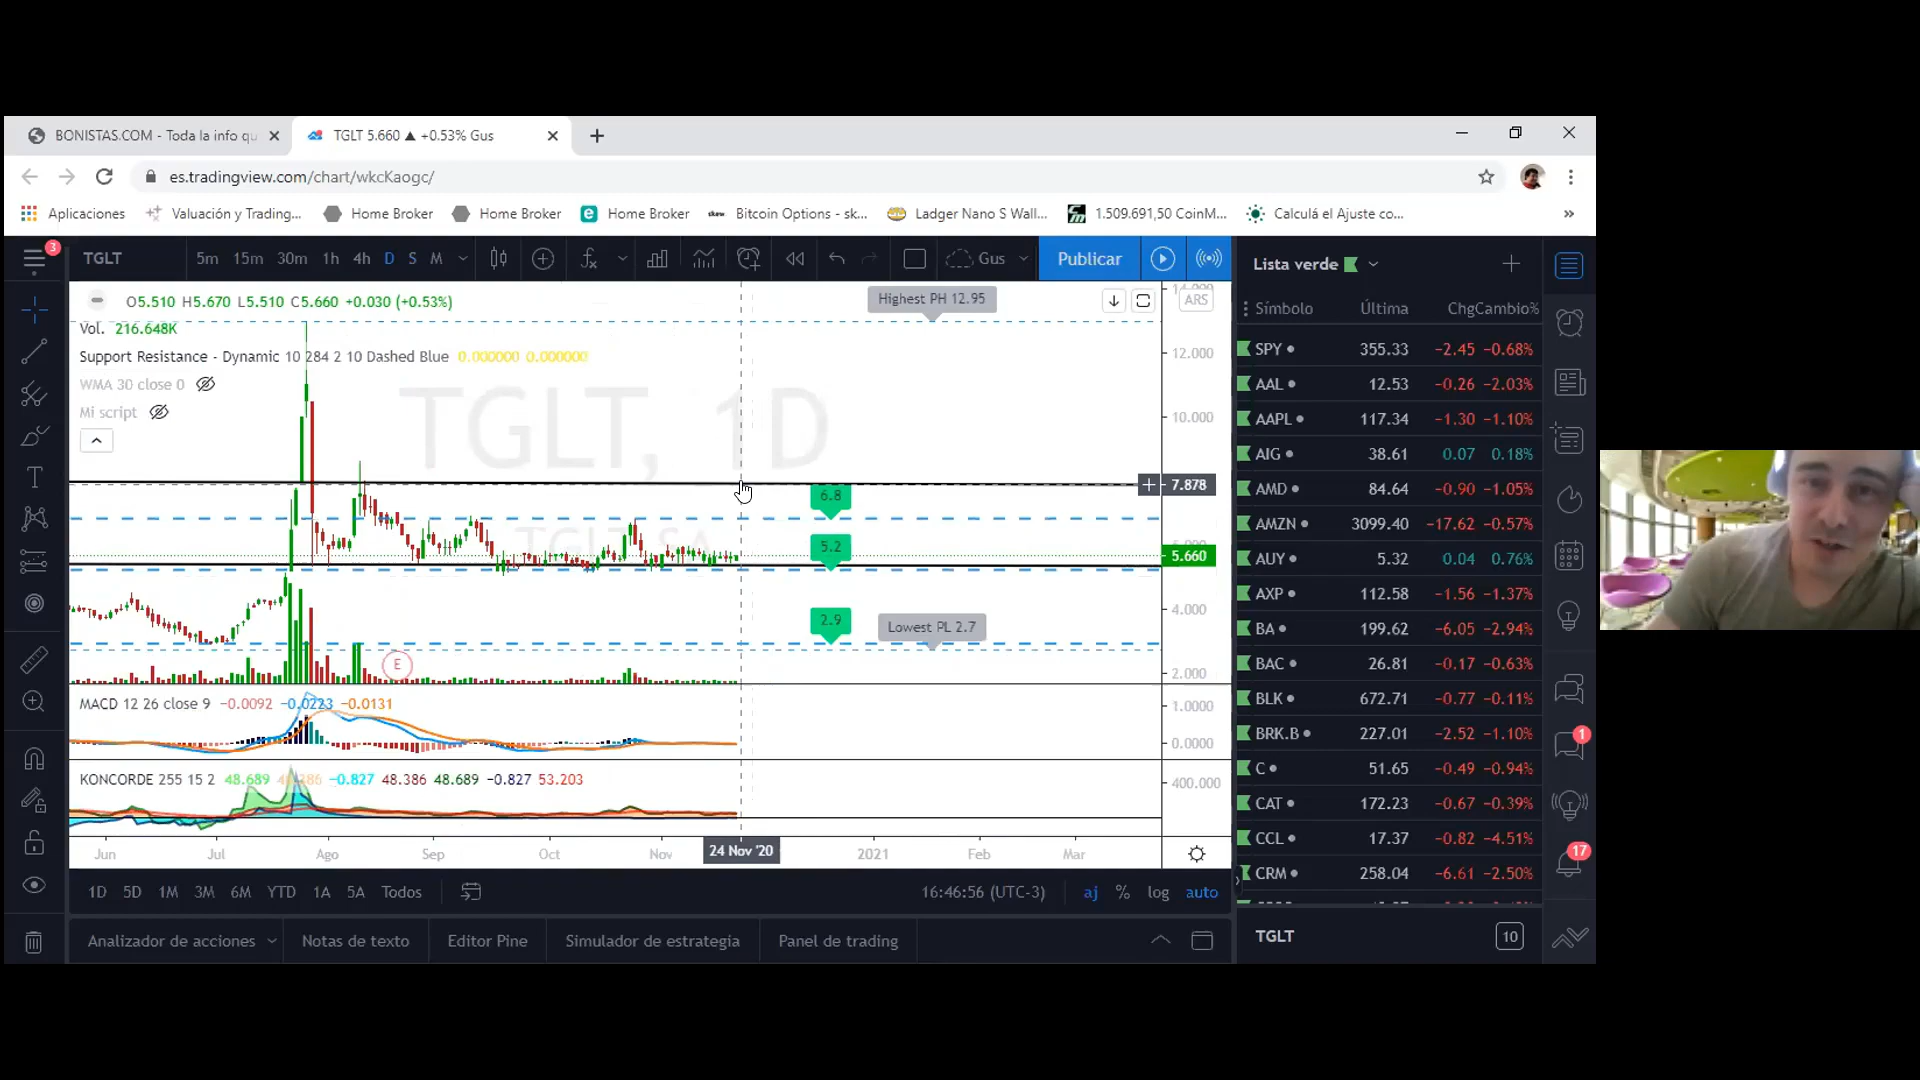 BONISTAS.COM - Toda la info qu
TGLT 5.660 ▲ +0.53% Gus
es.tradingview.com/chart/wkcKaogc/
Aplicaciones
Valuación y Trading...
Home Broker
Home Broker
Home Broker
skew
Bitcoin Options - sk...
Ladger Nano S Wall...
1.509.691,50 CoinM...
Calculá el Ajuste co...
»
3
TGLT
5m 15m 30m 1h 4h D S M
Gus
Publicar
Lista verde
O5.510 H5.670 L5.510 C5.660 +0.030 (+0.53%)
Highest PH 12.95
14.000
ARS
Vol. 216.648K
Support Resistance - Dynamic 10 284 2 10 Dashed Blue 0.000000 0.000000
WMA 30 close 0
Mi script
TGLT, 1D
TGLT SA
12.000
10.000
7.878
6.8
5.2
5.660
4.000
2.9
Lowest PL 2.7
2.000
E
MACD 12 26 close 9 −0.0092 −0.0223 −0.0131
1.0000
0.0000
KONCORDE 255 15 2 48.689 48.386 −0.827 48.386 48.689 −0.827 53.203
400.000
Jun Jul Ago Sep Oct Nov 24 Nov '20 2021 Feb Mar
1D 5D 1M 3M 6M YTD 1A 5A Todos
16:46:56 (UTC-3)
aj % log auto
Analizador de acciones
Notas de texto
Editor Pine
Simulador de estrategia
Panel de trading
Símbolo Última ChgCambio%
SPY 355.33 −2.45 −0.68%
AAL 12.53 −0.26 −2.03%
AAPL 117.34 −1.30 −1.10%
AIG 38.61 0.07 0.18%
AMD 84.64 −0.90 −1.05%
AMZN 3099.40 −17.62 −0.57%
AUY 5.32 0.04 0.76%
AXP 112.58 −1.56 −1.37%
BA 199.62 −6.05 −2.94%
BAC 26.81 −0.17 −0.63%
BLK 672.71 −0.77 −0.11%
BRK.B 227.01 −2.52 −1.10%
C 51.65 −0.49 −0.94%
CAT 172.23 −0.67 −0.39%
CCL 17.37 −0.82 −4.51%
CRM 258.04 −6.61 −2.50%
TGLT
10
1
17